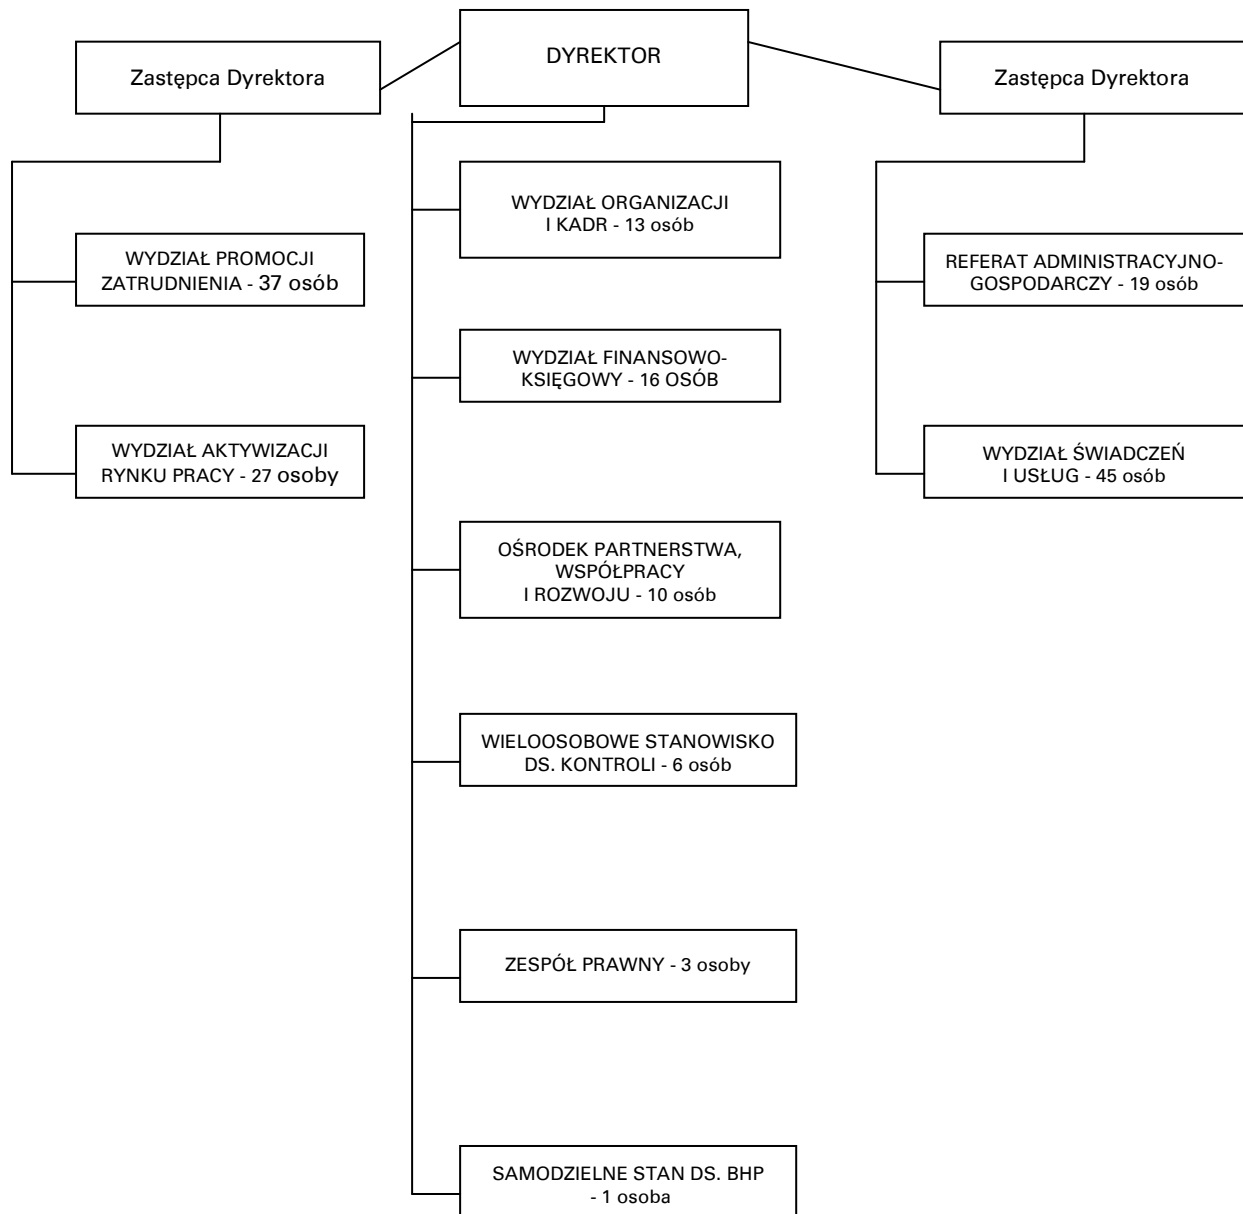 DYREKTOR
Zastępca Dyrektora
Zastępca Dyrektora
WYDZIAŁ ORGANIZACJI
I KADR - 13 osób
WYDZIAŁ PROMOCJI
ZATRUDNIENIA - 37 osób
REFERAT ADMINISTRACYJNO-
GOSPODARCZY - 19 osób
WYDZIAŁ FINANSOWO-
KSIĘGOWY - 16 OSÓB
WYDZIAŁ AKTYWIZACJI
RYNKU PRACY - 27 osoby
WYDZIAŁ ŚWIADCZEŃ
I USŁUG - 45 osób
OŚRODEK PARTNERSTWA,
WSPÓŁPRACY
I ROZWOJU - 10 osób
WIELOOSOBOWE STANOWISKO
DS. KONTROLI - 6 osób
ZESPÓŁ PRAWNY - 3 osoby
SAMODZIELNE STAN DS. BHP
- 1 osoba